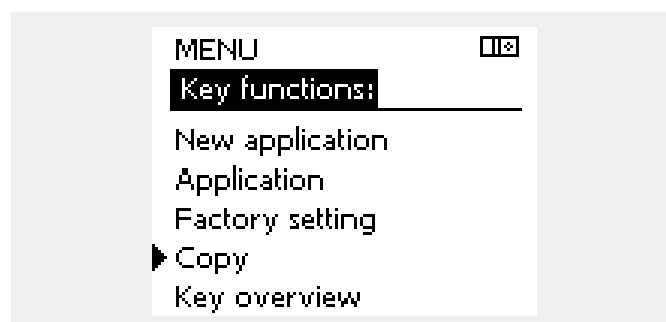 MENU
Key functions:
New application
Application
Factory setting
Copy
Key overview